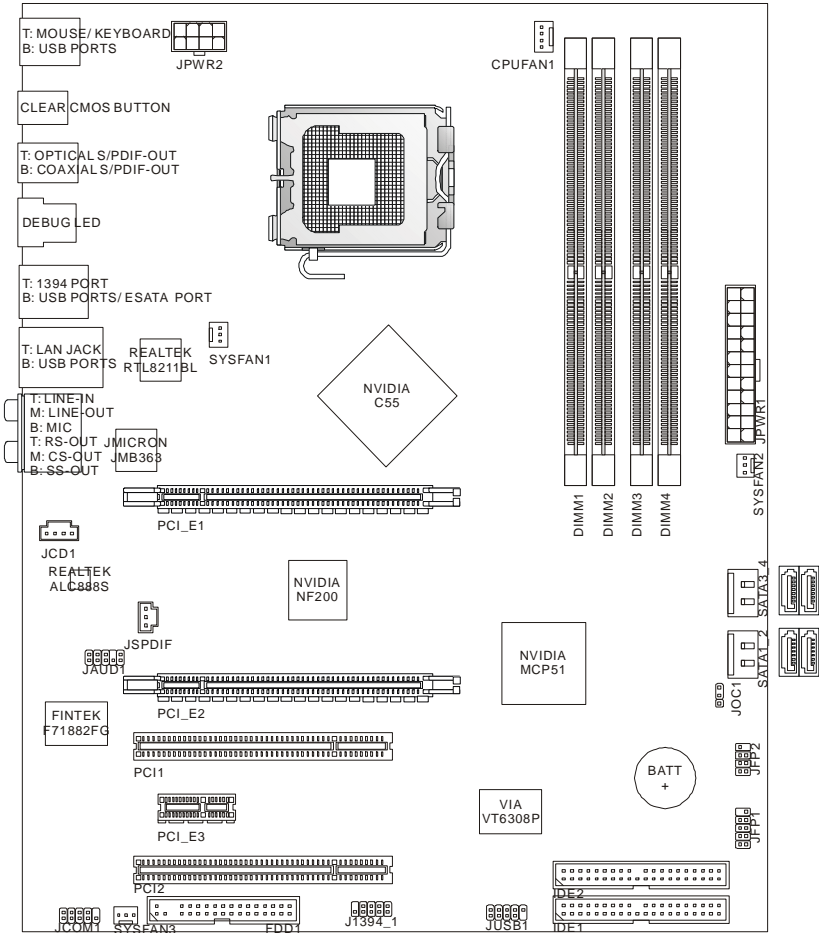 T: MOUSE/ KEYBOARD
B: USB PORTS
JPWR2
CPUFAN1
CLEAR CMOS BUTTON
T: OPTICAL S/PDIF-OUT
B: COAXIAL S/PDIF-OUT
DEBUG LED
T: 1394 PORT
B: USB PORTS/ ESATA PORT
T: LAN JACK
B: USB PORTS
REALTEK
RTL8211BL
SYSFAN1
NVIDIA
C55
T: LINE-IN
M: LINE-OUT
B: MIC
T: RS-OUT
M: CS-OUT
B: SS-OUT
JMICRON
JMB363
JPWR1
SYSFAN2
DIMM1
DIMM2
DIMM3
DIMM4
PCI_E1
JCD1
REALTEK
ALC888S
NVIDIA
NF200
SATA3_4
JSPDIF
NVIDIA
MCP51
SATA1_2
JAUD1
JOC1
PCI_E2
FINTEK
F71882FG
JFP2
PCI1
BATT
+
VIA
VT6308P
JFP1
PCI_E3
PCI2
IDE2
JCOM1
SYSFAN3
FDD1
J1394_1
JUSB1
IDE1